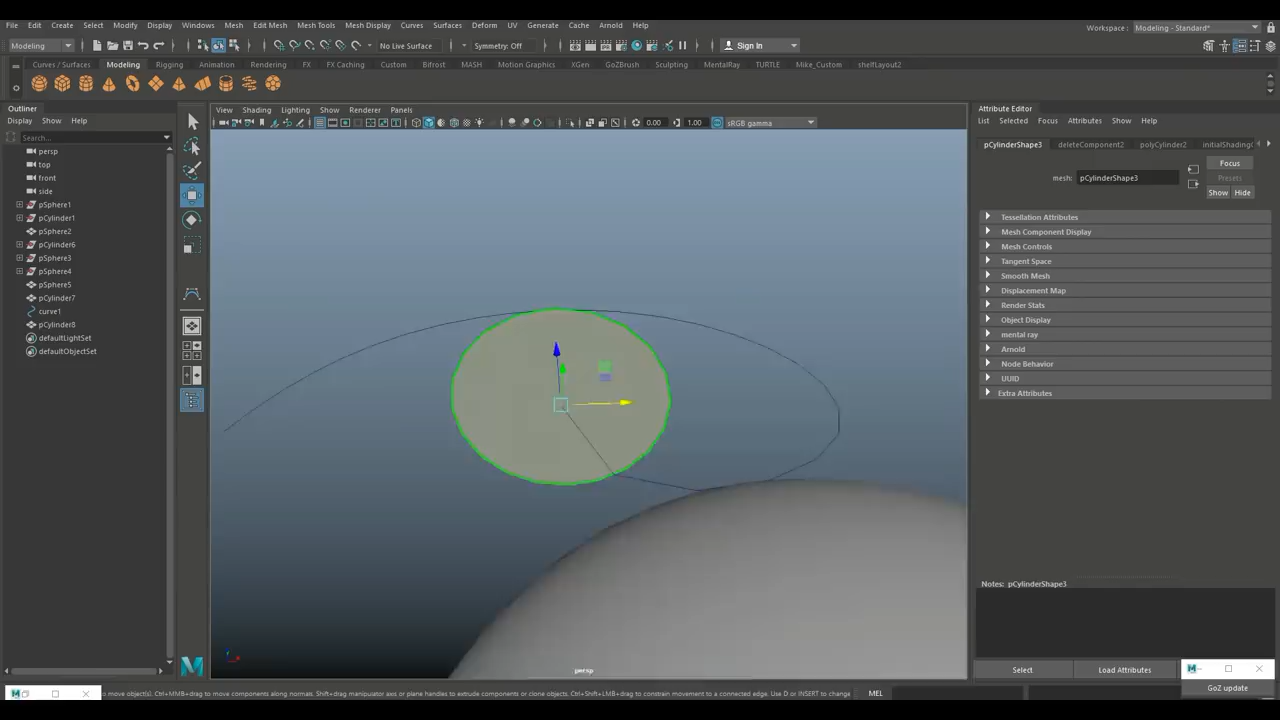 File Edit Create Select Modify Display Windows Mesh Edit Mesh Mesh Tools Mesh Display Curves Surfaces Deform UV Generate Cache Arnold Help
Workspace: Modeling - Standard*
Modeling No Live Surface Symmetry: Off Sign In
Curves / Surfaces Modeling Rigging Animation Rendering FX FX Caching Custom Bifrost MASH Motion Graphics GoZBrush XGen Sculpting MentalRay TURTLE Mike_Custom shelfLayout2
Outliner
Display Show Help
Search...
persp
top
front
side
pSphere1
pCylinder1
pSphere2
pCylinder6
pSphere3
pSphere4
pSphere5
pCylinder7
curve1
pCylinder8
defaultLightSet
defaultObjectSet
View Shading Lighting Show Renderer Panels
0.00 1.00 sRGB gamma
persp
Attribute Editor
List Selected Focus Attributes Show Help
pCylinderShape3 deleteComponent2 polyCylinder2 initialShadingG
Focus
mesh: pCylinderShape3
Presets
Show Hide
Tessellation Attributes
Mesh Component Display
Mesh Controls
Tangent Space
Smooth Mesh
Displacement Map
Render Stats
Object Display
mental ray
Arnold
Node Behavior
UUID
Extra Attributes
Notes: pCylinderShape3
Select Load Attributes
GoZ update
to move object(s). Ctrl+MMB+drag to move components along normals. Shift+drag manipulator axis or plane handles to extrude components or clone objects. Ctrl+Shift+LMB+drag to constrain movement to a connected edge. Use D or INSERT to change
MEL